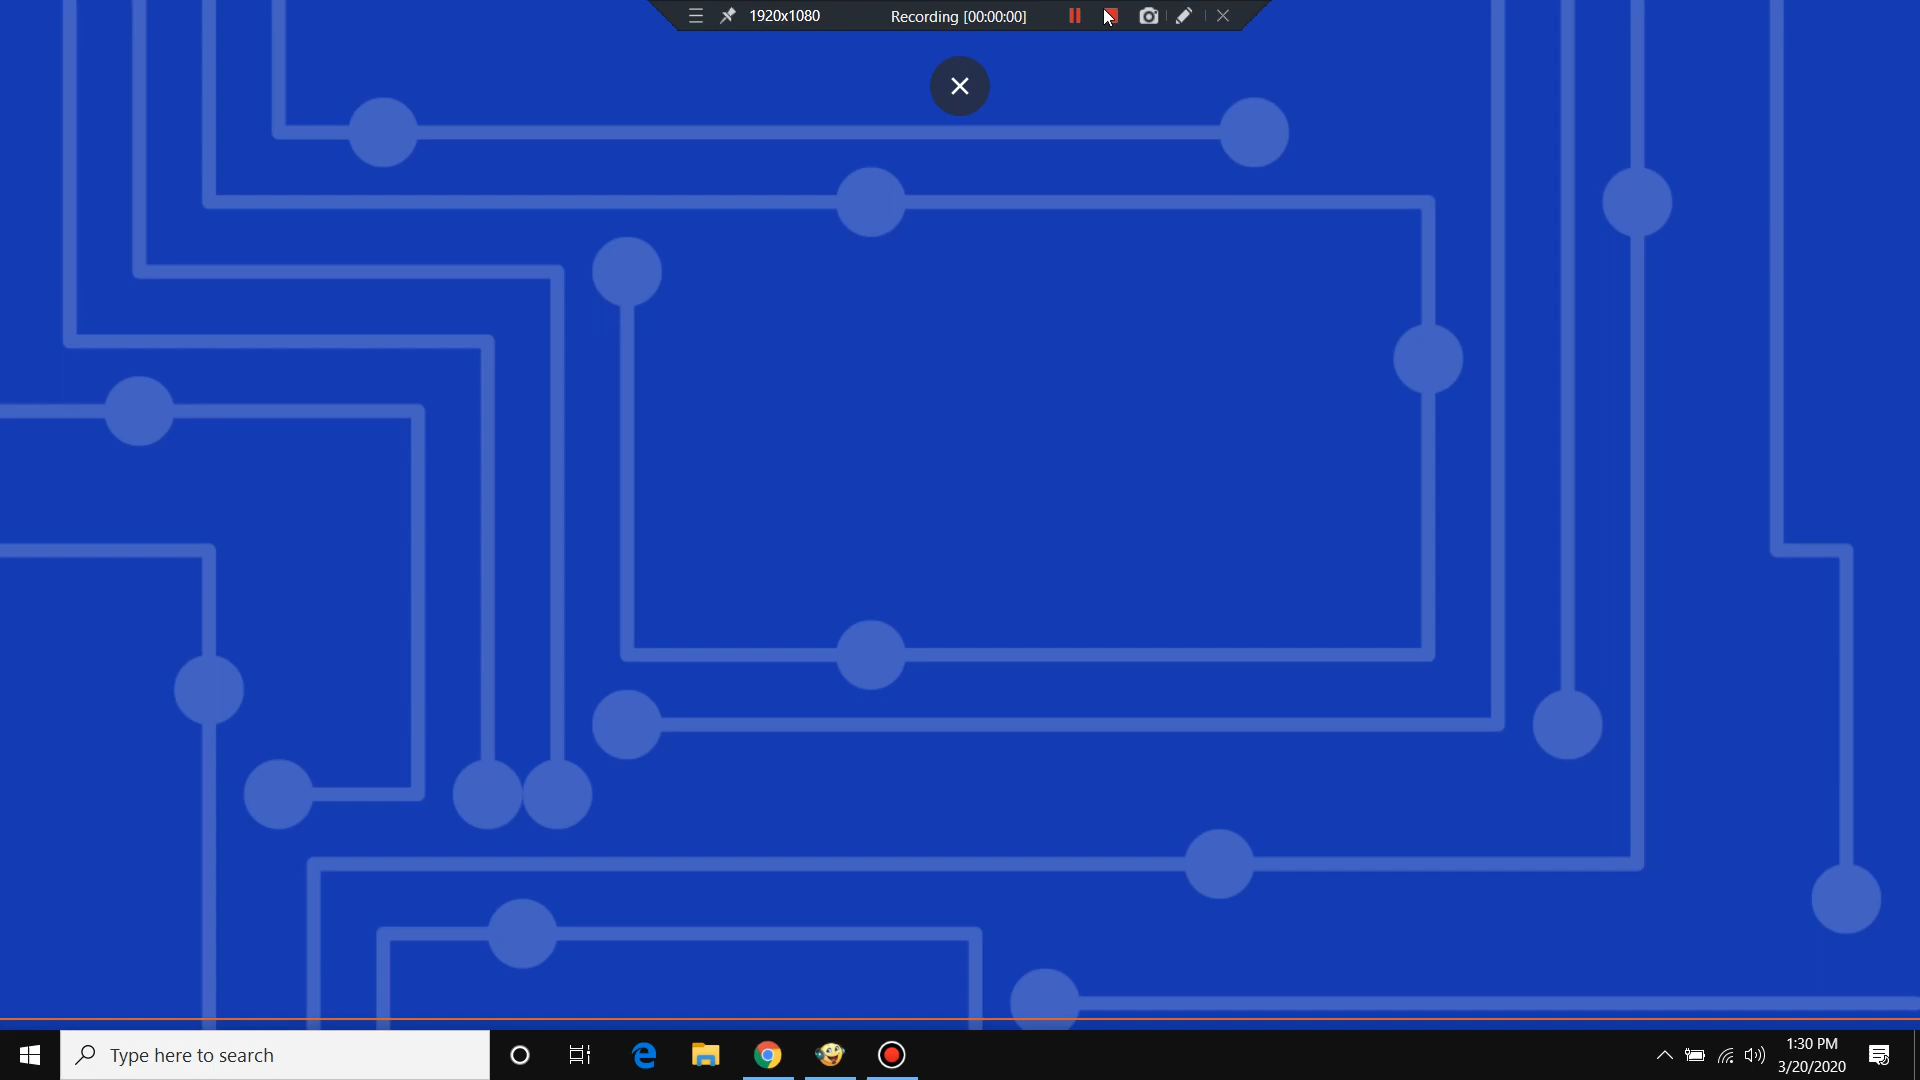 1920x1080
Recording [00:00:00]
Type here to search
1:30 PM
3/20/2020